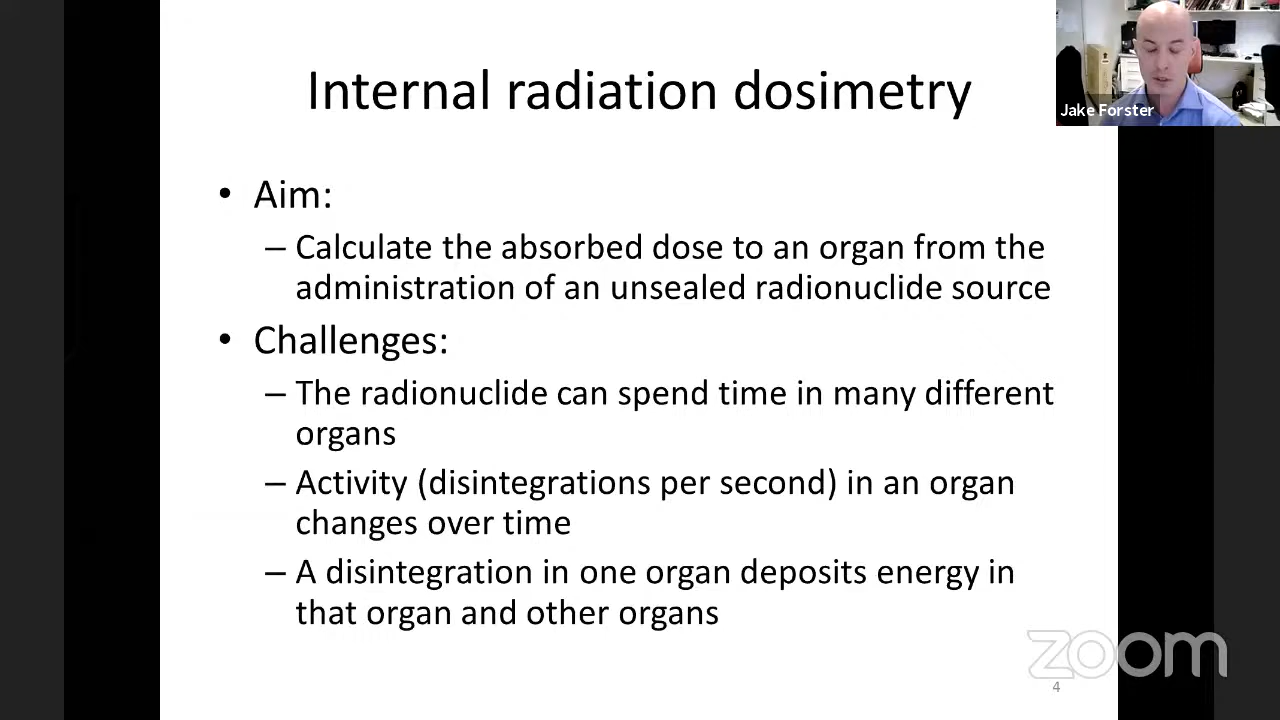 Internal radiation dosimetry
Jake Forster
• Aim:
– Calculate the absorbed dose to an organ from the
administration of an unsealed radionuclide source
• Challenges:
– The radionuclide can spend time in many different
organs
– Activity (disintegrations per second) in an organ
changes over time
– A disintegration in one organ deposits energy in
that organ and other organs
zoom
4